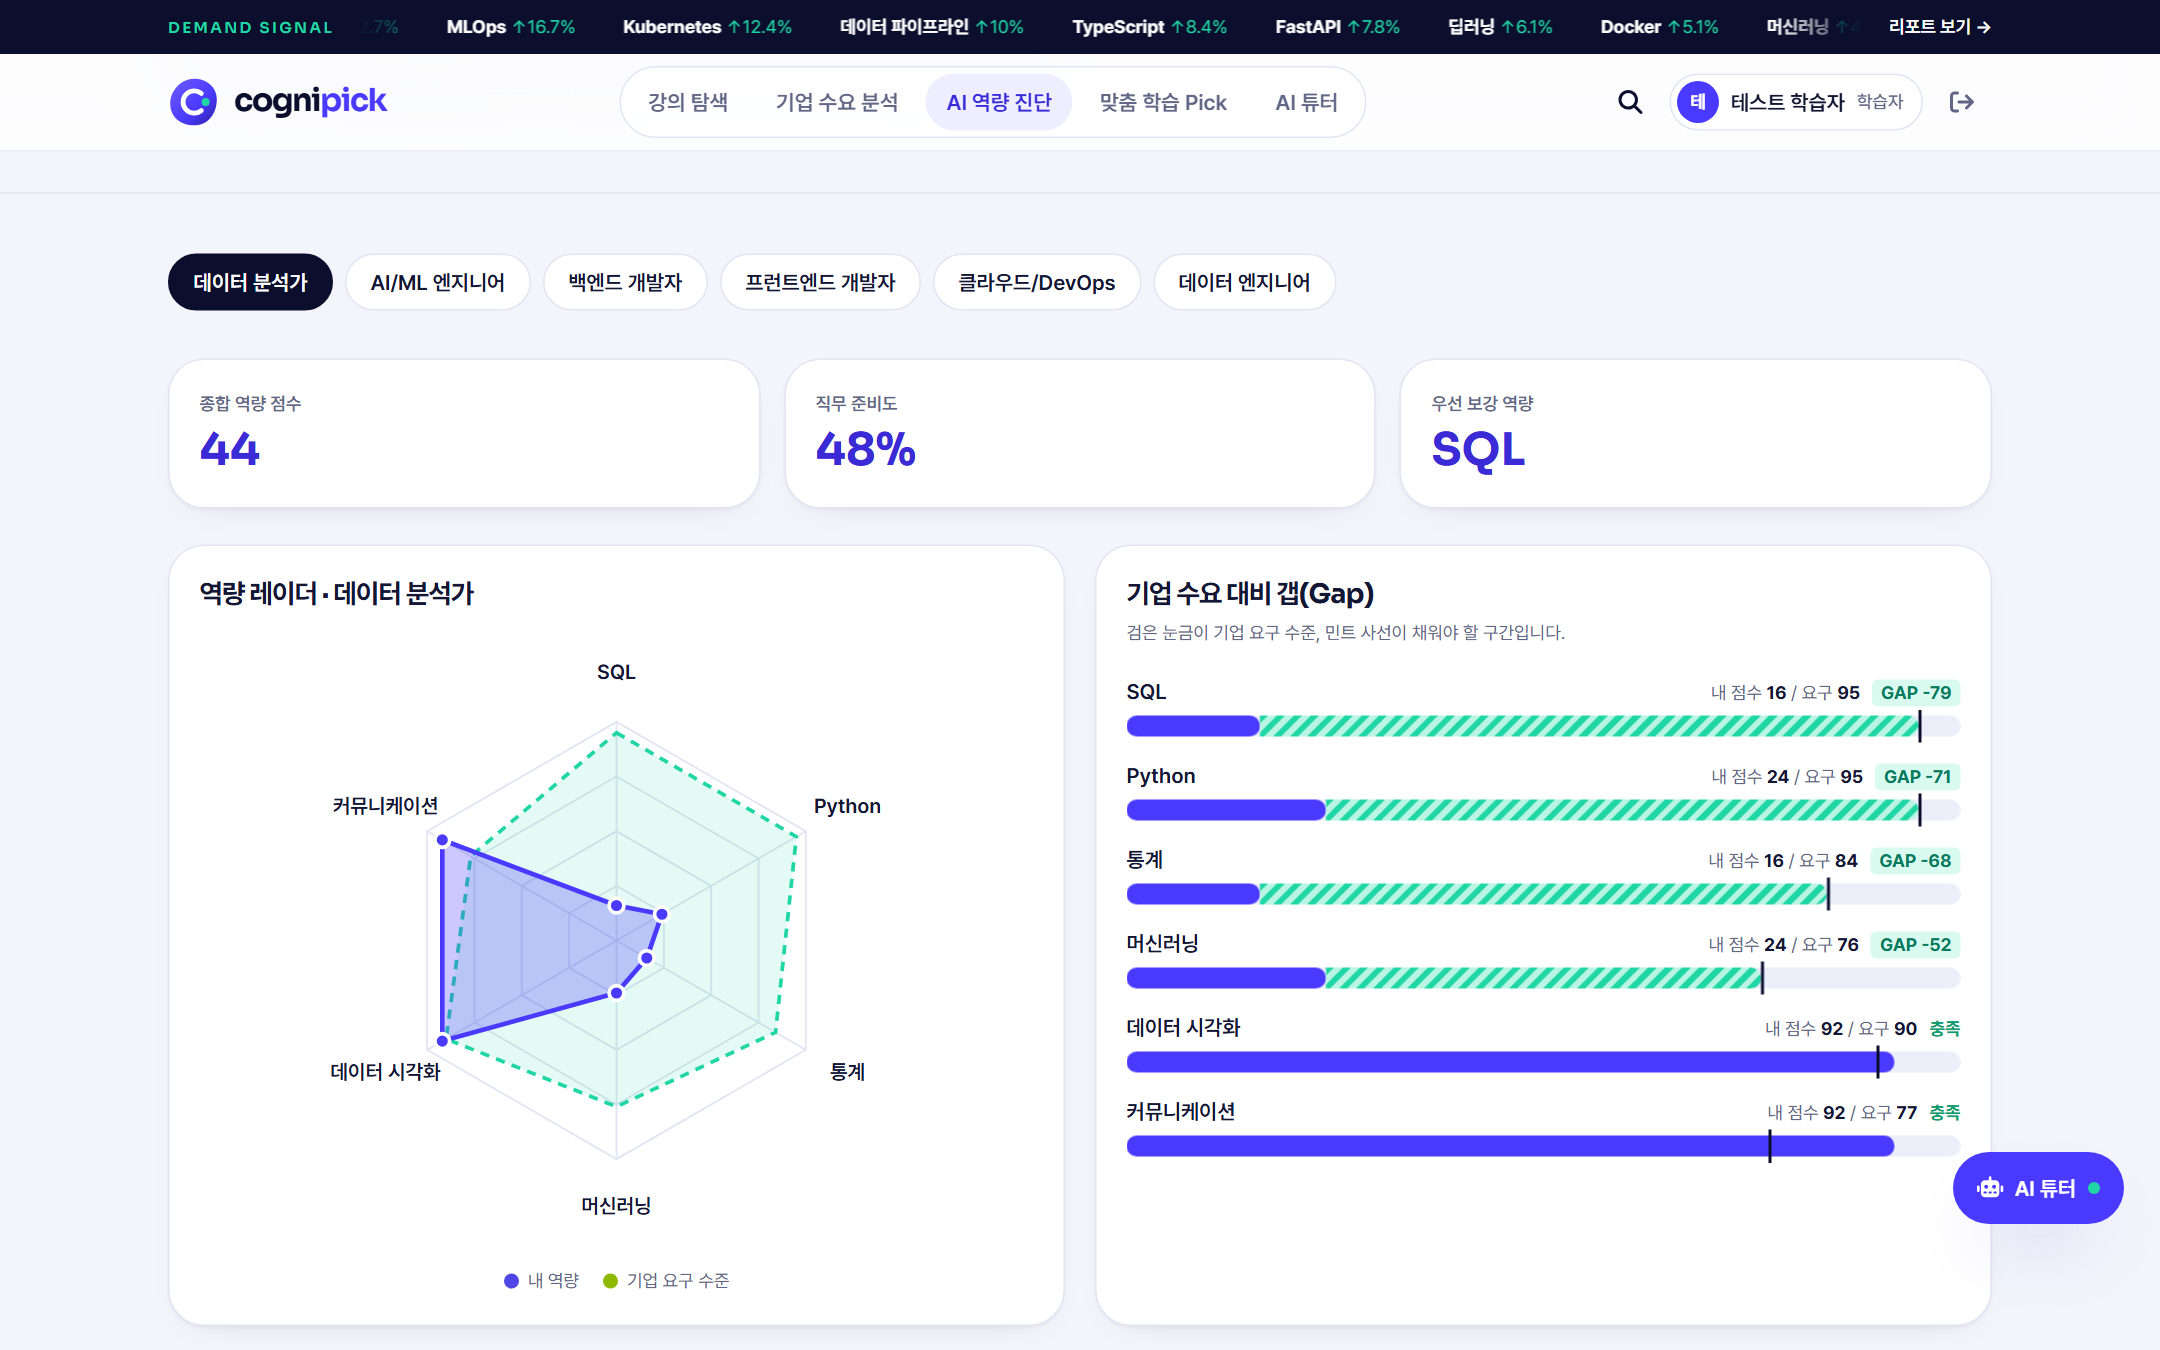 DEMAND SIGNAL 2.7% MLOps ↑16.7% Kubernetes ↑12.4% 데이터 파이프라인 ↑10% TypeScript ↑8.4% FastAPI ↑7.8% 딥러닝 ↑6.1% Docker ↑5.1% 머신러닝 ↑4 리포트 보기 →
cognipick 강의 탐색 기업 수요 분석 AI 역량 진단 맞춤 학습 Pick AI 튜터 테 테스트 학습자 학습자
데이터 분석가 AI/ML 엔지니어 백엔드 개발자 프런트엔드 개발자 클라우드/DevOps 데이터 엔지니어
종합 역량 점수
44
직무 준비도
48%
우선 보강 역량
SQL
역량 레이더 · 데이터 분석가
SQL
커뮤니케이션
Python
데이터 시각화
통계
머신러닝
내 역량 기업 요구 수준
기업 수요 대비 갭(Gap)
검은 눈금이 기업 요구 수준, 민트 사선이 채워야 할 구간입니다.
SQL 내 점수 16 / 요구 95 GAP -79
Python 내 점수 24 / 요구 95 GAP -71
통계 내 점수 16 / 요구 84 GAP -68
머신러닝 내 점수 24 / 요구 76 GAP -52
데이터 시각화 내 점수 92 / 요구 90 충족
커뮤니케이션 내 점수 92 / 요구 77 충족
AI 튜터